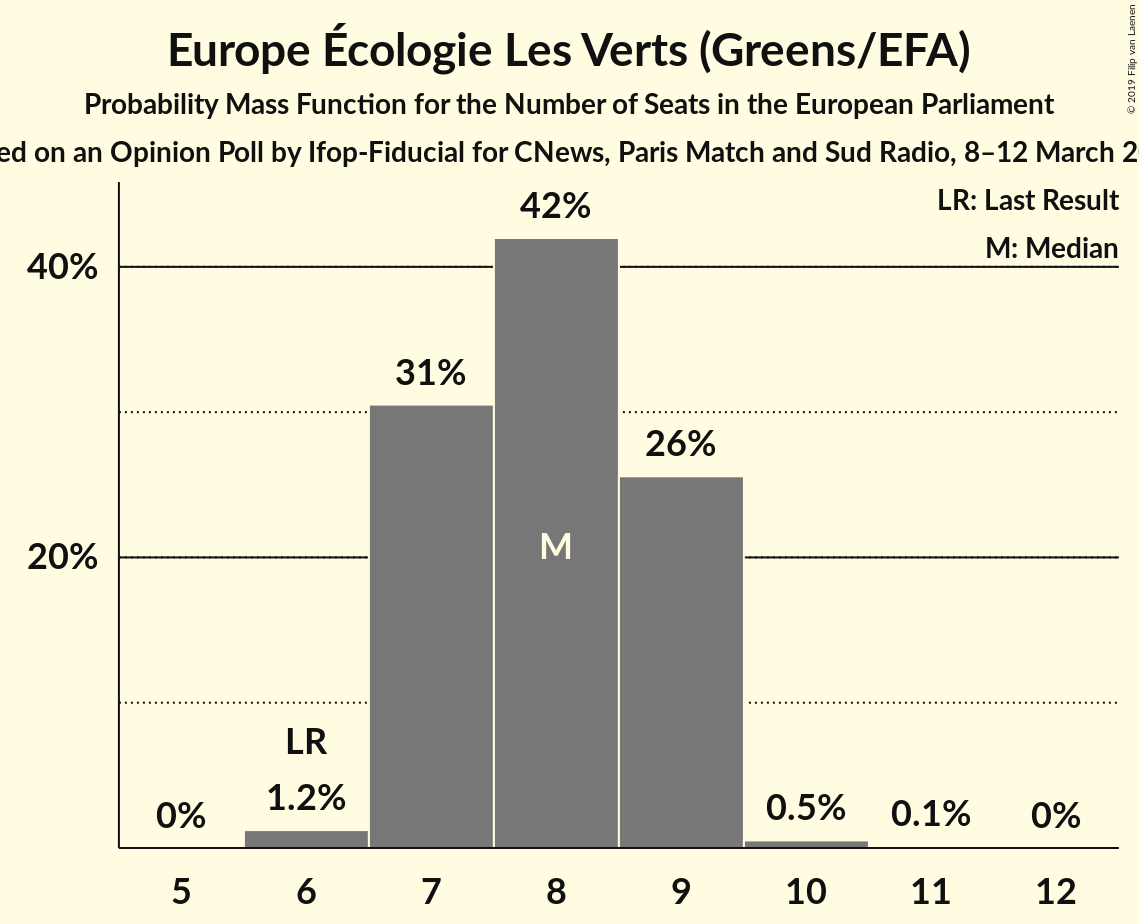 Europe Écologie Les Verts (Greens/EFA)
Probability Mass Function for the Number of Seats in the European Parliament
on an Opinion Poll by Ifop-Fiducial for CNews, Paris Match and Sud Radio, 8–12 March
© 2019 Filip van Laenen
LR: Last Result
M: Median
40%
20%
0%
LR
1.2%
31%
42%
M
26%
0.5%
0.1%
0%
5 6 7 8 9 10 11 12